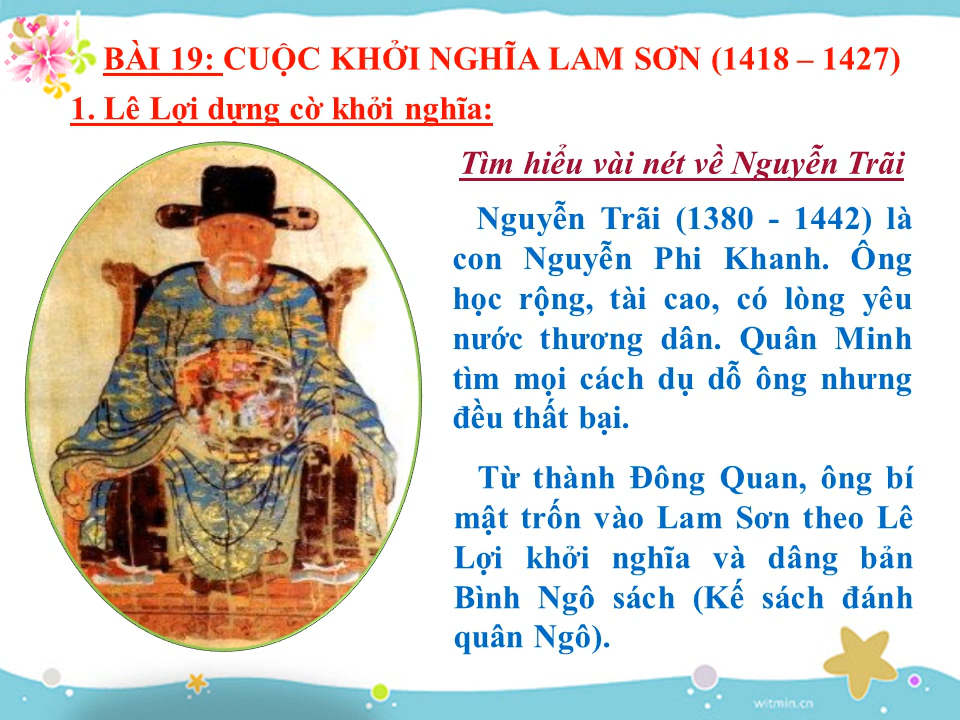 BÀI 19: CUỘC KHỞI NGHĨA LAM SƠN (1418 – 1427)
1. Lê Lợi dựng cờ khởi nghĩa:
Tìm hiểu vài nét về Nguyễn Trãi
Nguyễn Trãi (1380 - 1442) là
con Nguyễn Phi Khanh. Ông
học rộng, tài cao, có lòng yêu
nước thương dân. Quân Minh
tìm mọi cách dụ dỗ ông nhưng
đều thất bại.
Từ thành Đông Quan, ông bí
mật trốn vào Lam Sơn theo Lê
Lợi khởi nghĩa và dâng bản
Bình Ngô sách (Kế sách đánh
quân Ngô).
witmin.cn